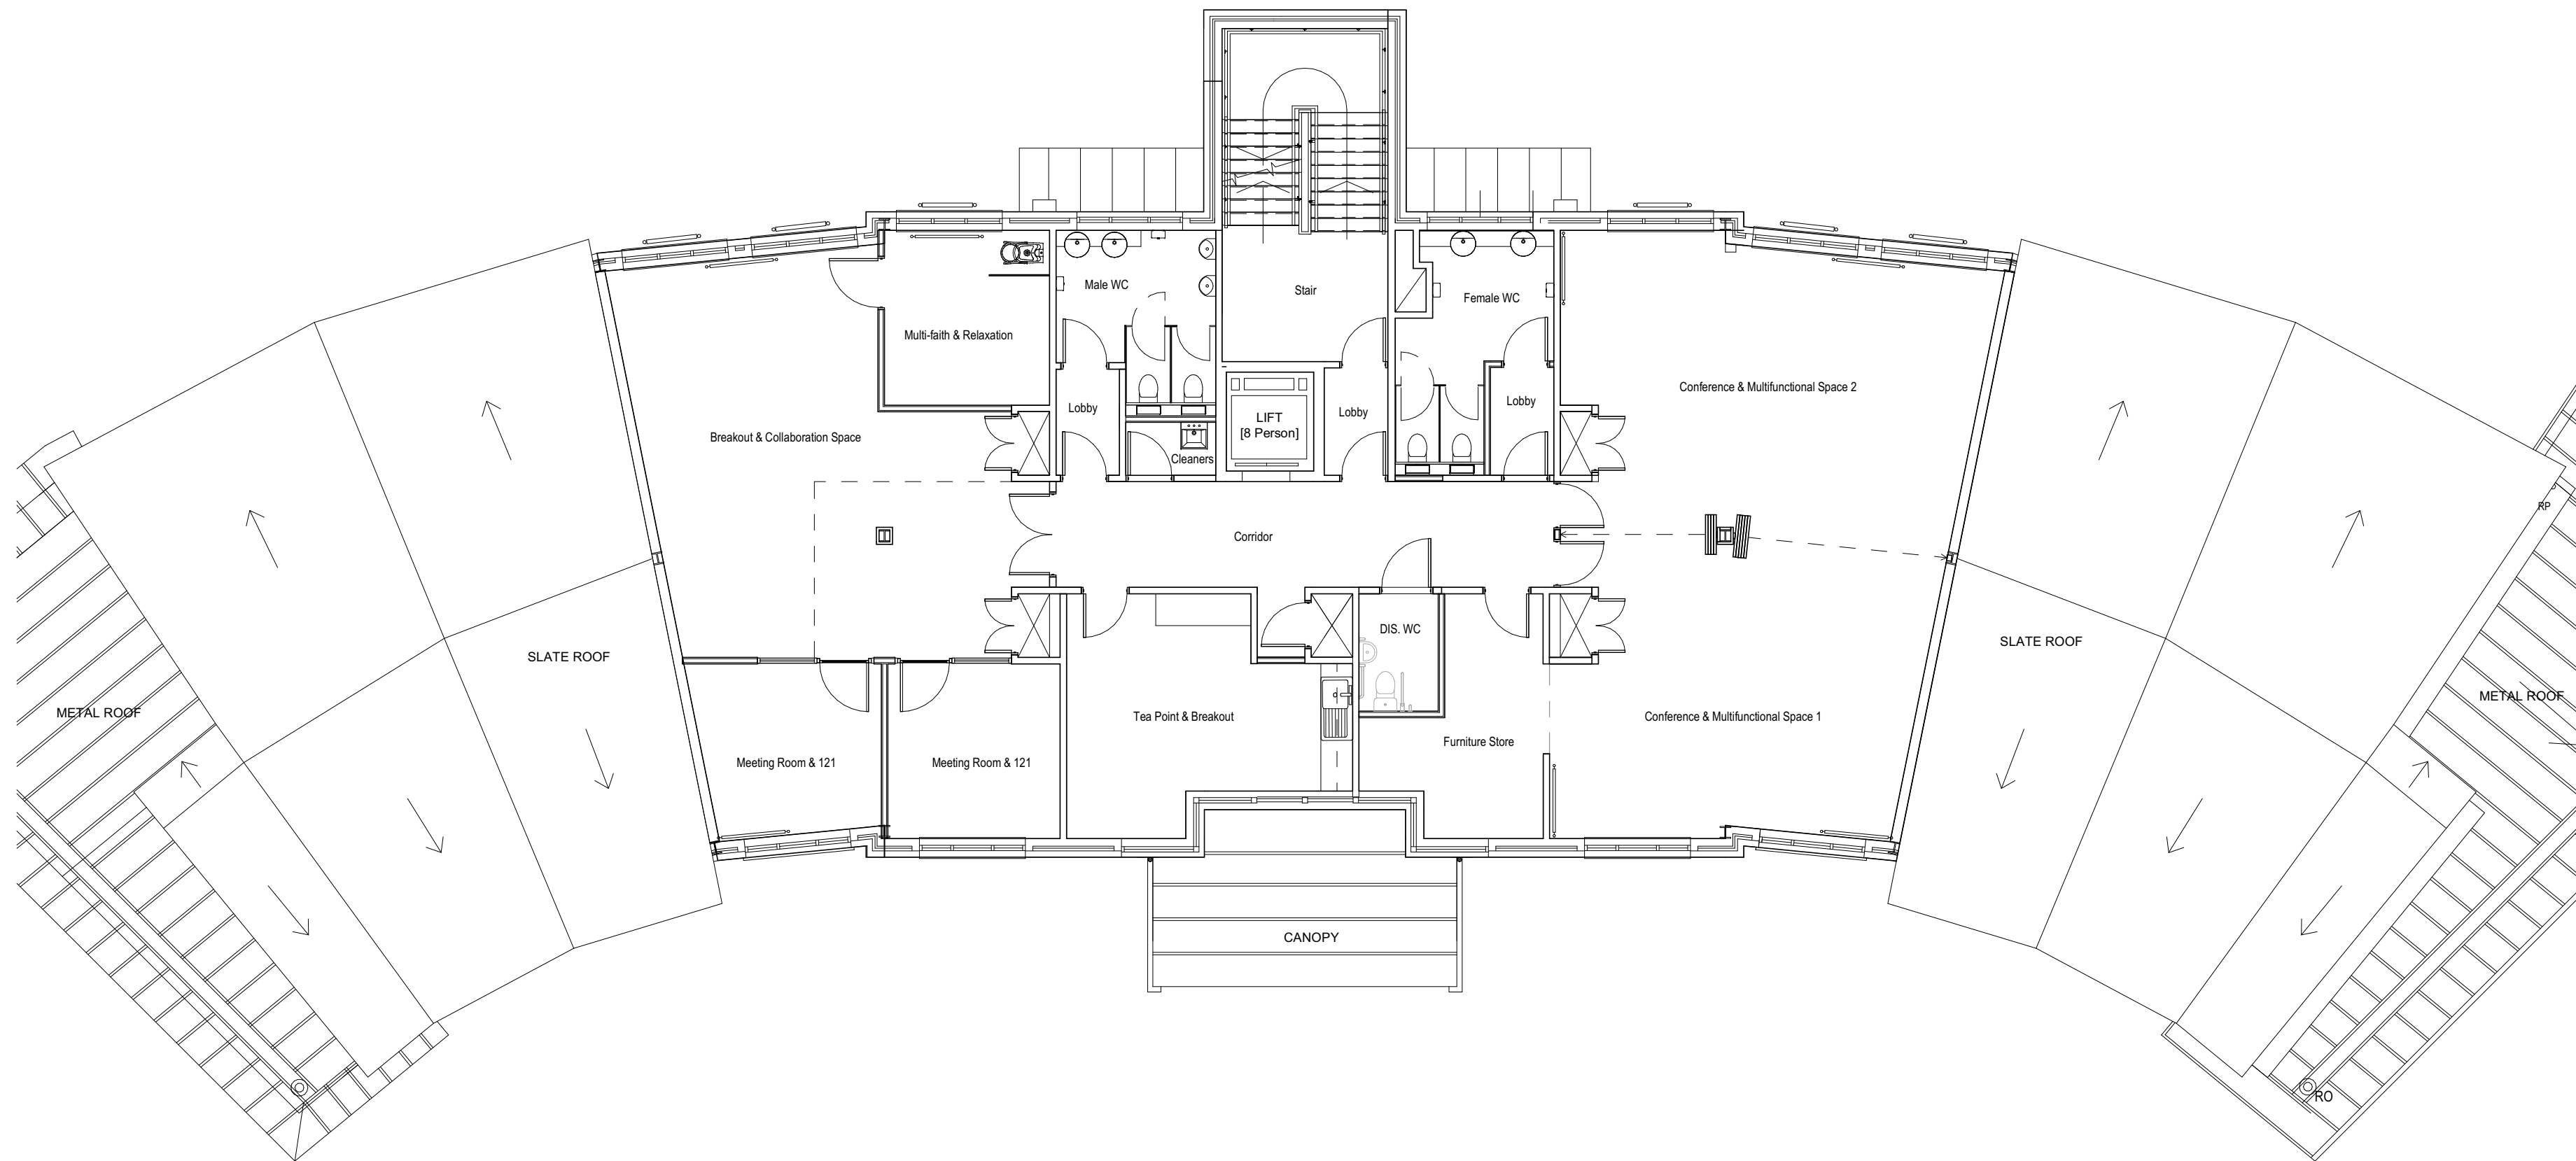 Stair
Male WC
Female WC
Multi-faith & Relaxation
Conference & Multifunctional Space 2
Lobby
LIFT
[8 Person]
Lobby
Lobby
Breakout & Collaboration Space
Cleaners
RP
Corridor
DIS. WC
SLATE ROOF
SLATE ROOF
METAL ROOF
METAL ROOF
Tea Point & Breakout
Conference & Multifunctional Space 1
Furniture Store
Meeting Room & 121
Meeting Room & 121
CANOPY
RO